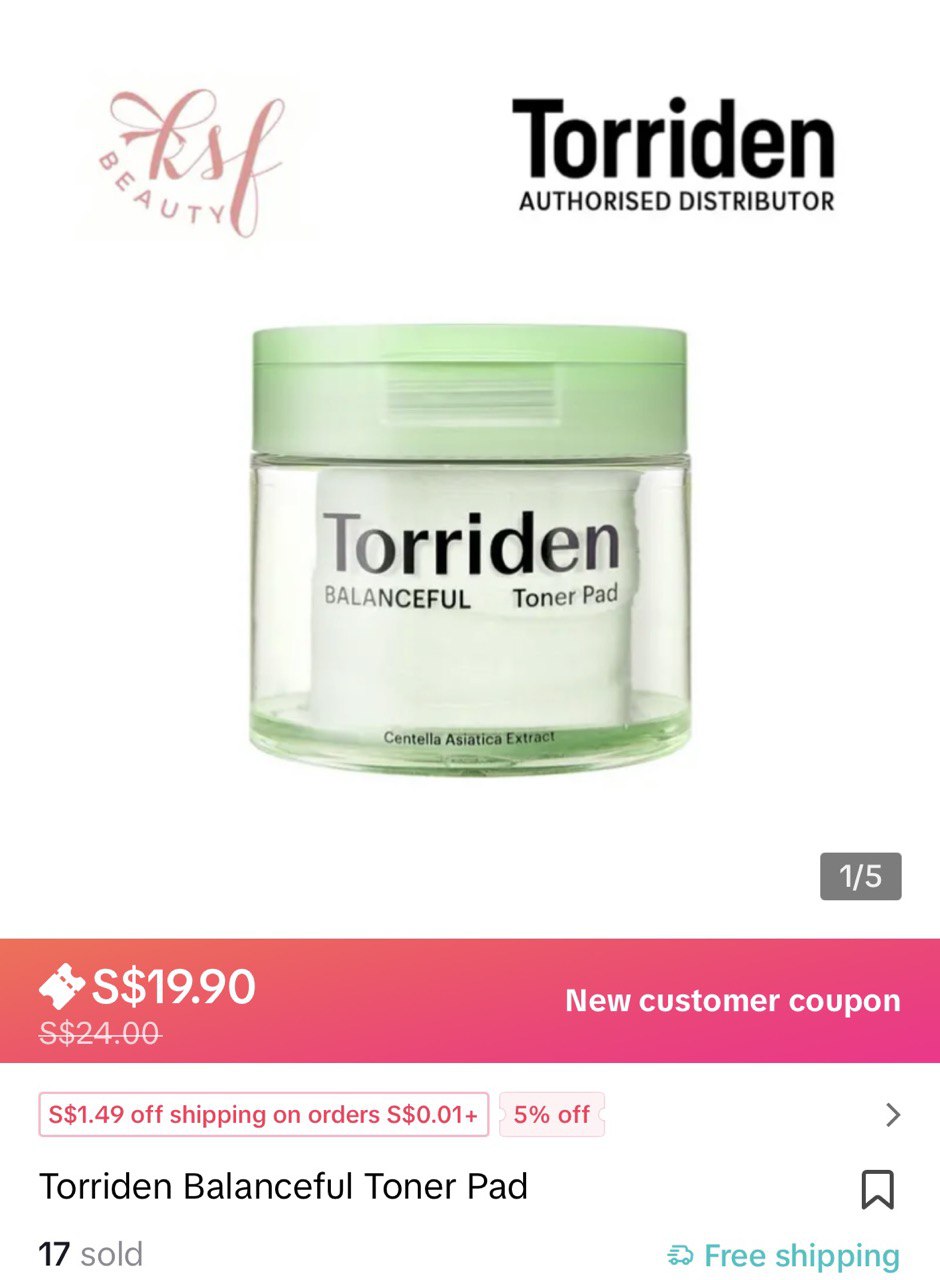 ksf
BEAUTY
Torriden
AUTHORISED DISTRIBUTOR
Torriden
BALANCEFUL Toner Pad
Centella Asiatica Extract
1/5
S$19.90
S$24.00
New customer coupon
S$1.49 off shipping on orders S$0.01+
5% off
Torriden Balanceful Toner Pad
17 sold
Free shipping